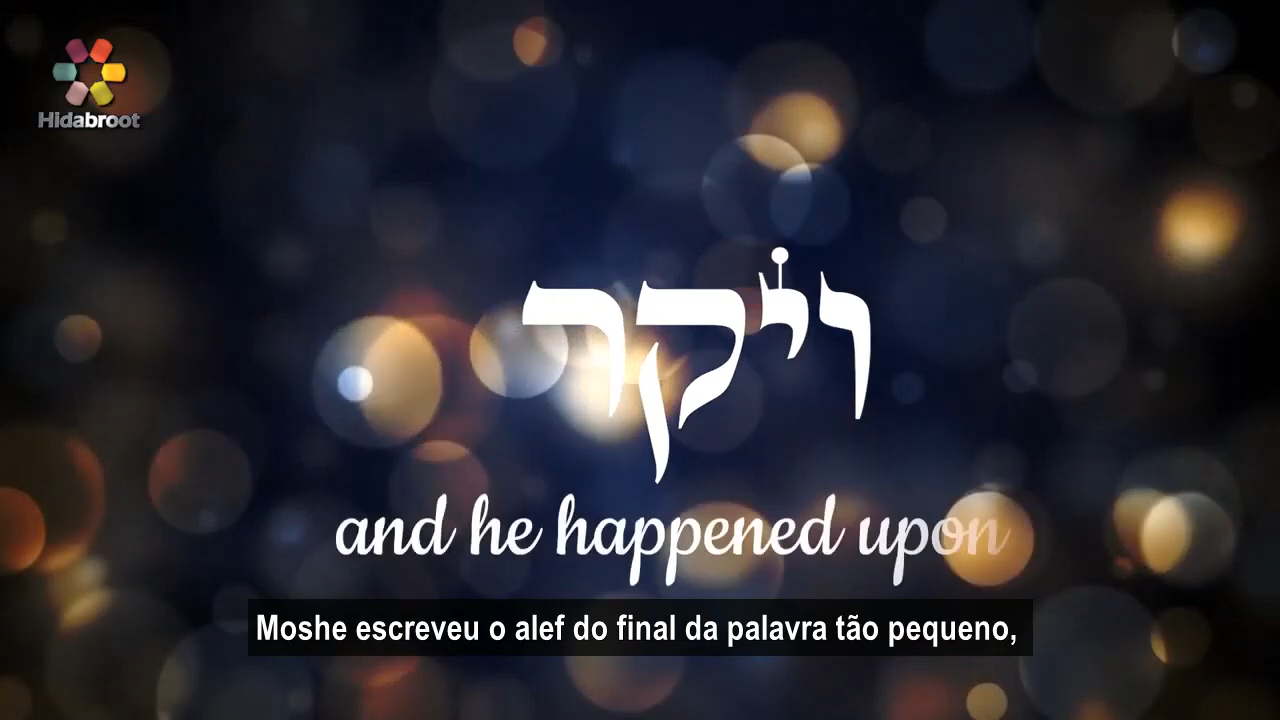 Hidabroot
ויקר
and he happened upon
Moshe escreveu o alef do final da palavra tão pequeno,